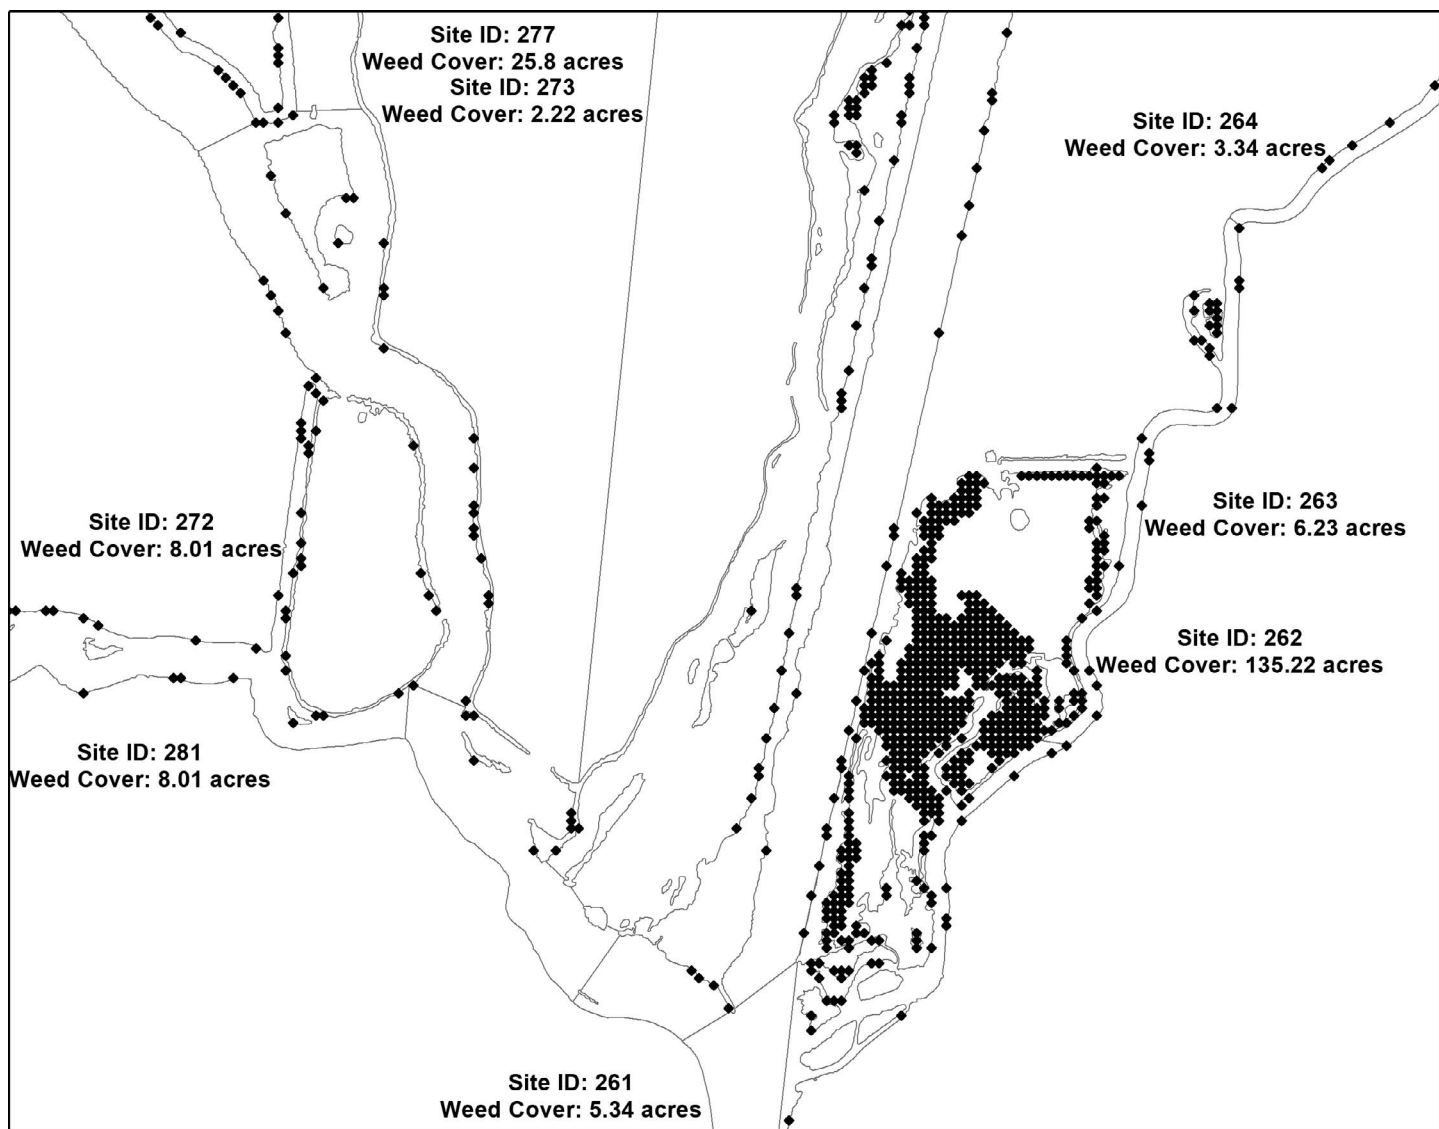 Site ID: 277
Weed Cover: 25.8 acres
Site ID: 273
Weed Cover: 2.22 acres
Site ID: 264
Weed Cover: 3.34 acres
Site ID: 272
Weed Cover: 8.01 acres
Site ID: 263
Weed Cover: 6.23 acres
Site ID: 262
Weed Cover: 135.22 acres
Site ID: 281
Weed Cover: 8.01 acres
Site ID: 261
Weed Cover: 5.34 acres